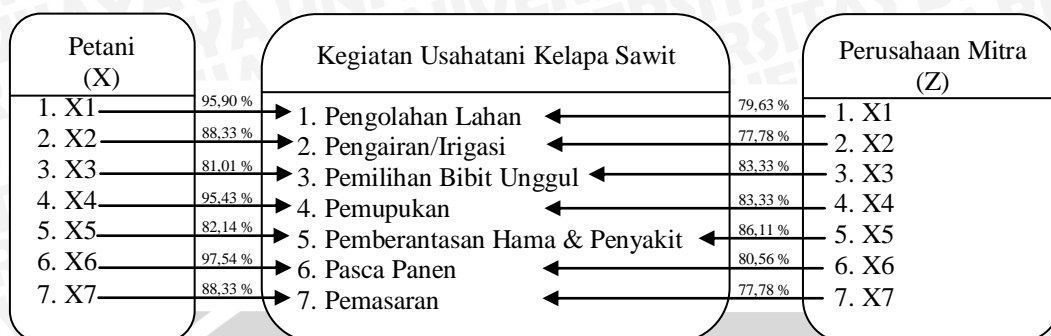 Petani
(X)
1. X1
2. X2
3. X3
4. X4
5. X5
6. X6
7. X7
95,90 %
88,33 %
81,01 %
95,43 %
82,14 %
97,54 %
88,33 %
Kegiatan Usahatani Kelapa Sawit
1. Pengolahan Lahan
2. Pengairan/Irigasi
3. Pemilihan Bibit Unggul
4. Pemupukan
5. Pemberantasan Hama & Penyakit
6. Pasca Panen
7. Pemasaran
79,63 %
77,78 %
83,33 %
83,33 %
86,11 %
80,56 %
77,78 %
Perusahaan Mitra
(Z)
1. X1
2. X2
3. X3
4. X4
5. X5
6. X6
7. X7